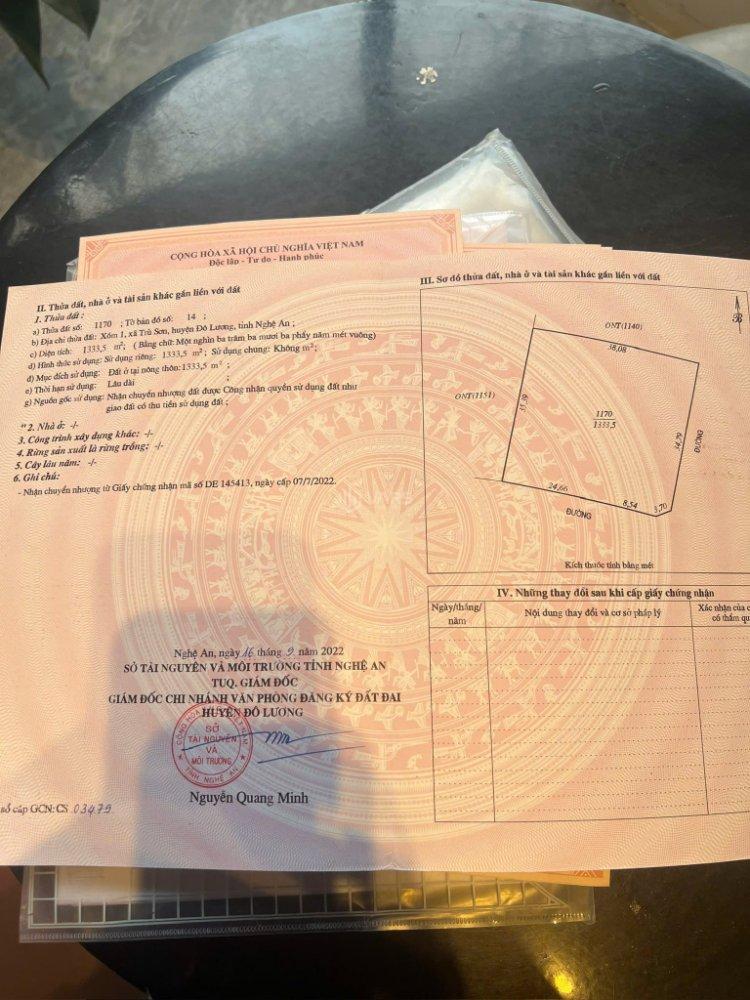 CỘNG HÒA XÃ HỘI CHỦ NGHĨA VIỆT NAM
Độc lập - Tự do - Hạnh phúc
II. Thửa đất, nhà ở và tài sản khác gắn liền với đất
1. Thửa đất:
a) Thửa đất số: 1170 ; Tờ bản đồ số: 14 ;
b) Địa chỉ thửa đất: Xóm 1, xã Trù Sơn, huyện Đô Lương, tỉnh Nghệ An ;
c) Diện tích: 1333,5 m²; ( Bằng chữ: Một nghìn ba trăm ba mươi ba phẩy năm mét vuông)
d) Hình thức sử dụng: Sử dụng riêng: 1333,5 m²; Sử dụng chung: Không m²;
đ) Mục đích sử dụng: Đất ở tại nông thôn:1333,5 m² ;
e) Thời hạn sử dụng: Lâu dài ;
g) Nguồn gốc sử dụng: Nhận chuyển nhượng đất được Công nhận quyền sử dụng đất như
giao đất có thu tiền sử dụng đất ;
2. Nhà ở: -/-
3. Công trình xây dựng khác: -/-
4. Rừng sản xuất là rừng trồng: -/-
5. Cây lâu năm: -/-
6. Ghi chú:
- Nhận chuyển nhượng từ Giấy chứng nhận mã số DE 145413, ngày cấp 07/7/2022.
Nghệ An, ngày 16 tháng 9 năm 2022
SỞ TÀI NGUYÊN VÀ MÔI TRƯỜNG TỈNH NGHỆ AN
TUQ. GIÁM ĐỐC
GIÁM ĐỐC CHI NHÁNH VĂN PHÒNG ĐĂNG KÝ ĐẤT ĐAI
HUYỆN ĐÔ LƯƠNG
SỞ
TÀI NGUYÊN
VÀ
MÔI TRƯỜNG
TỈNH NGHỆ AN
Nguyễn Quang Minh
số cấp GCN: CS 03479
III. Sơ đồ thửa đất, nhà ở và tài sản khác gắn liền với đất
ONT(1140)
38,08
ONT(1151)
35,39
1170
1333,5
34,79
ĐƯỜNG
24,66
8,54
3,70
ĐƯỜNG
Kích thước tính bằng mét
IV. Những thay đổi sau khi cấp giấy chứng nhận
Ngày/tháng/
năm
Nội dung thay đổi và cơ sở pháp lý
Xác nhận của c
có thẩm qu